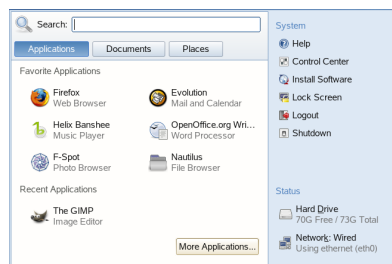 Search:
Applications Documents Places
Favorite Applications
Firefox
Web Browser
Evolution
Mail and Calendar
Helix Banshee
Music Player
OpenOffice.org Wri...
Word Processor
F-Spot
Photo Browser
Nautilus
File Browser
Recent Applications
The GIMP
Image Editor
More Applications...
System
Help
Control Center
Install Software
Lock Screen
Logout
Shutdown
Status
Hard Drive
70G Free / 73G Total
Network: Wired
Using ethernet (eth0)